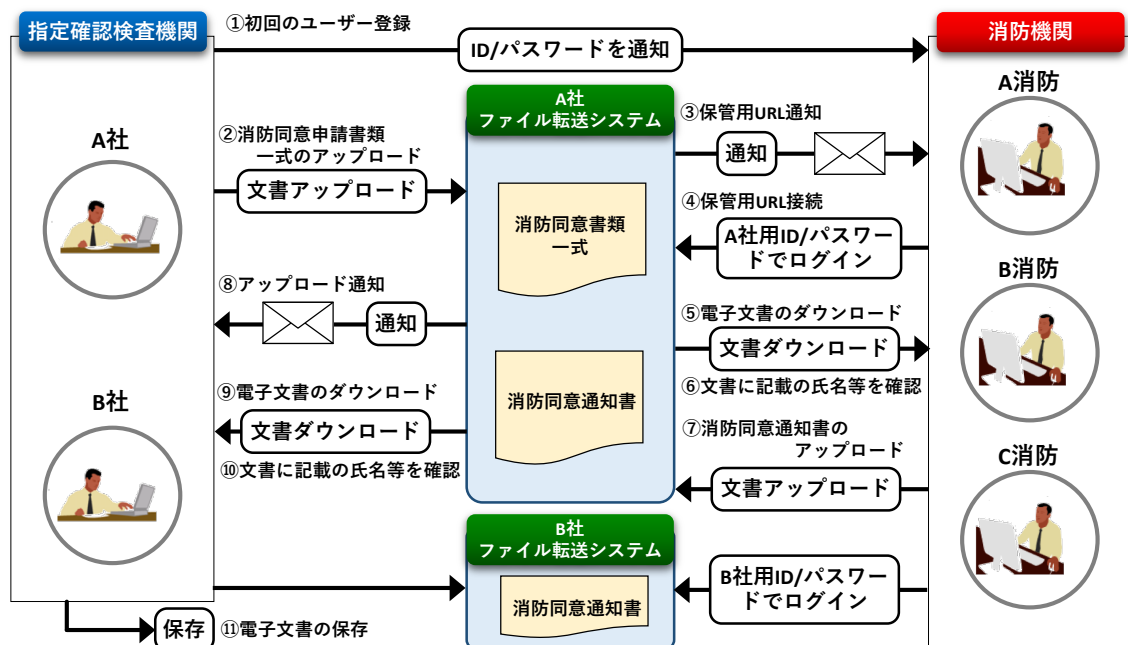 指定確認検査機関
①初回のユーザー登録
ID/パスワードを通知
消防機関
A社
ファイル転送システム
A消防
③保管用URL通知
通知
A社
②消防同意申請書類
一式のアップロード
文書アップロード
消防同意書類
一式
④保管用URL接続
A社用ID/パスワー
ドでログイン
B消防
⑧アップロード通知
通知
⑤電子文書のダウンロード
文書ダウンロード
⑥文書に記載の氏名等を確認
B社
⑨電子文書のダウンロード
文書ダウンロード
⑩文書に記載の氏名等を確認
消防同意通知書
⑦消防同意通知書の
アップロード
文書アップロード
C消防
B社
ファイル転送システム
消防同意通知書
B社用ID/パスワー
ドでログイン
保存
⑪電子文書の保存